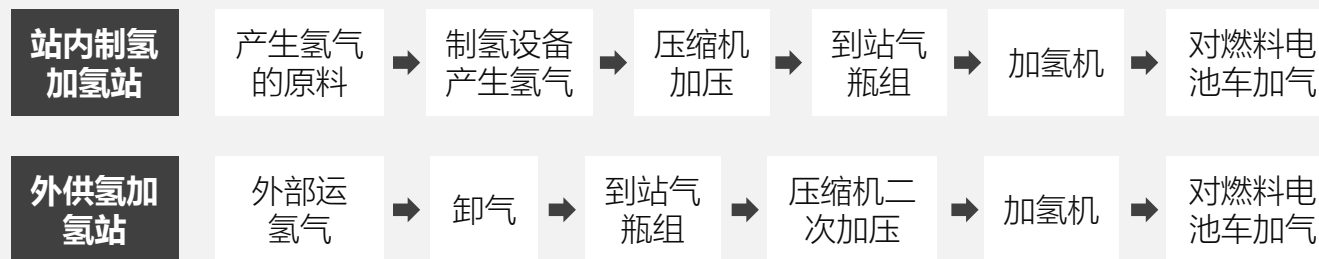 站内制氢
加氢站
产生氢气
的原料
制氢设备
产生氢气
压缩机
加压
到站气
瓶组
加氢机
对燃料电
池车加气
外供氢加
氢站
外部运
氢气
卸气
到站气
瓶组
压缩机二
次加压
加氢机
对燃料电
池车加气